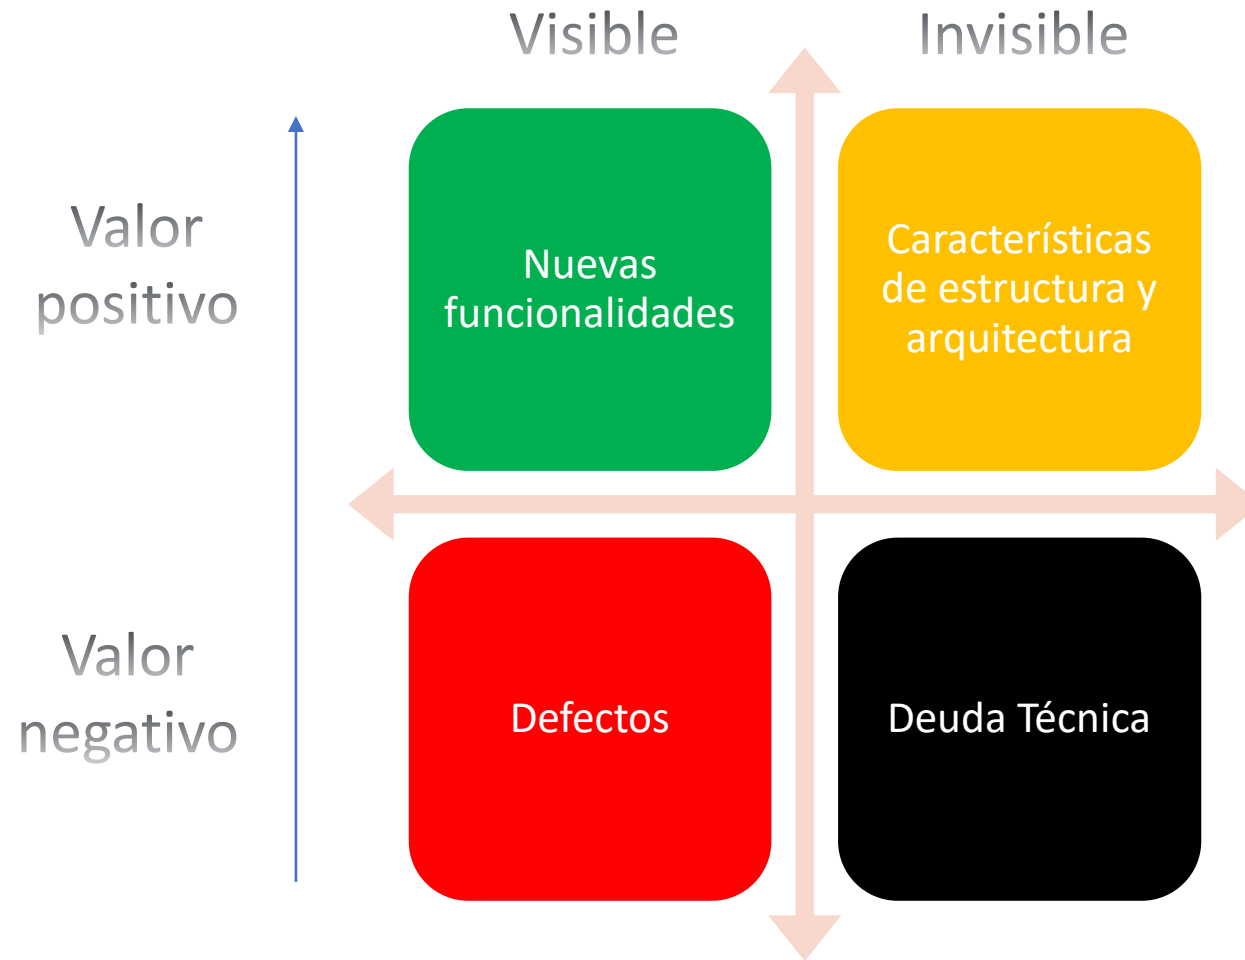 Visible
Invisible
Valor
positivo
Nuevas
funcionalidades
Características
de estructura y
arquitectura
Valor
negativo
Defectos
Deuda Técnica